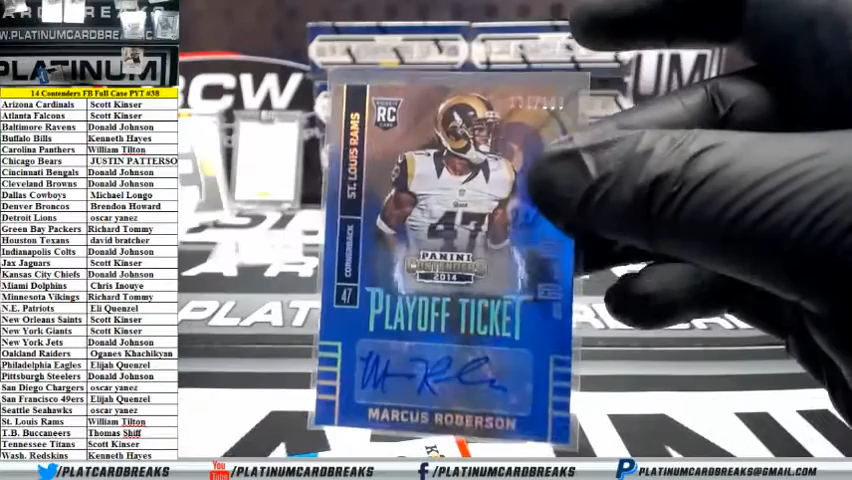 WWW.PLATINUMCARDBREAKS.
PLATINUM
14 Contenders FB Full Case PYT #38
Arizona Cardinals Scott Kinser
Atlanta Falcons Scott Kinser
Baltimore Ravens Donald Johnson
Buffalo Bills Kenneth Hayes
Carolina Panthers William Tilton
Chicago Bears JUSTIN PATTERSO
Cincinnati Bengals Donald Johnson
Cleveland Browns Donald Johnson
Dallas Cowboys Michael Longo
Denver Broncos Brendon Howard
Detroit Lions oscar yanez
Green Bay Packers Richard Tommy
Houston Texans david bratcher
Indianapolis Colts Donald Johnson
Jax Jagnars Scott Kinser
Kansas City Chiefs Donald Johnson
Miami Dolphins Chris Inouye
Minnesota Vikings Richard Tommy
N.E. Patriots Eli Quenzel
New Orleans Saints Scott Kinser
New York Giants Scott Kinser
New York Jets Donald Johnson
Oakland Raiders Oganes Khachikyan
Philadelphia Eagles Elijah Quenzel
Pittsburgh Steelers Donald Johnson
San Diego Chargers oscar yanez
San Francisco 49ers Elijah Quenzel
Seattle Seahawks oscar yanez
St. Louis Rams William Tilton
T.B. Buccaneers Thomas Shiff
Tennessee Titans Scott Kinser
Wash. Redskins Kenneth Hayes
RC
ST. LOUIS RAMS
CORNERBACK
47
47
PANINI
CONTENDERS
2014
PLAYOFF TICKET
MARCUS ROBERSON
/PLATCARDBREAKS
You Tube
/PLATINUMCARDBREAKS
/PLATINUMCARDBREAKS
PLATINUMCARDBREAKS@GMAIL.COM